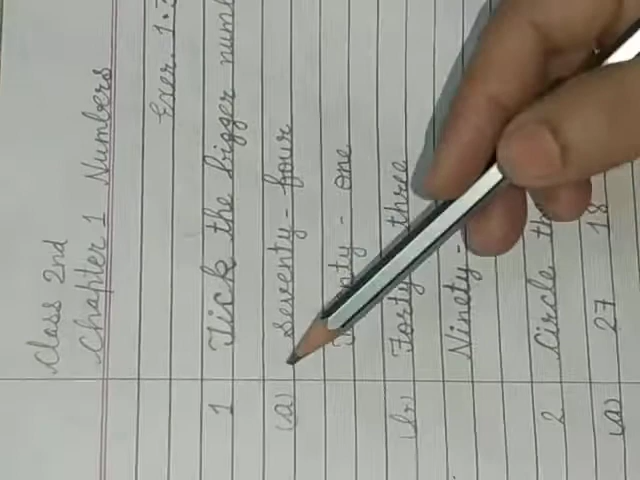 Class 2nd
Chapter 1 Numbers
Exer. 1.
1 Tick the bigger
(a) Seventy-four
- one
(b) Forty three
Ninety-
2 Circle
(a) 27 18